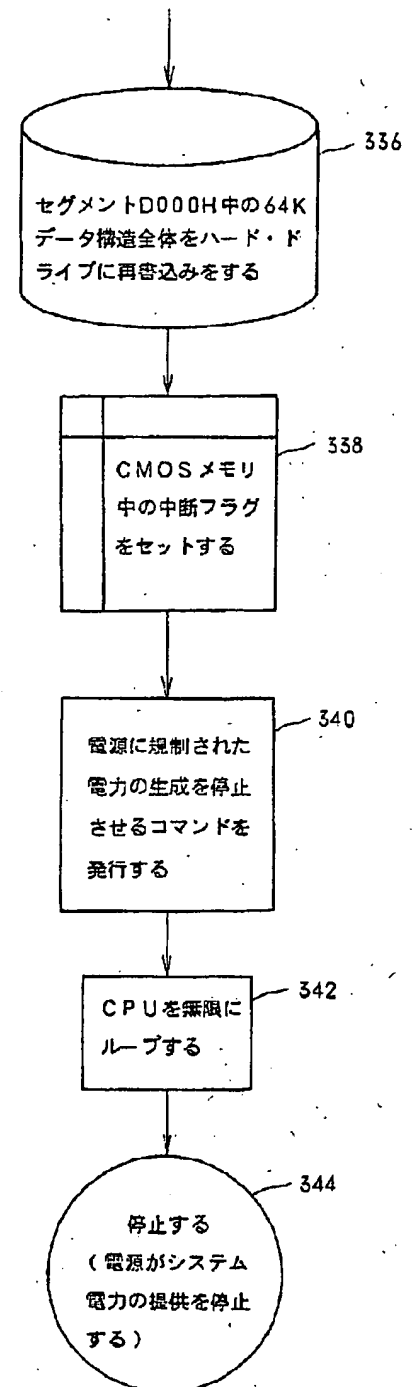 336
セグメントD000H中の64K
データ構造全体をハード・ド
ライブに再書込みをする
338
CMOSメモリ
中の中断フラグ
をセットする
340
電源に規制された
電力の生成を停止
させるコマンドを
発行する
342
CPUを無限に
ループする
344
停止する
(電源がシステム
電力の提供を停止
する)